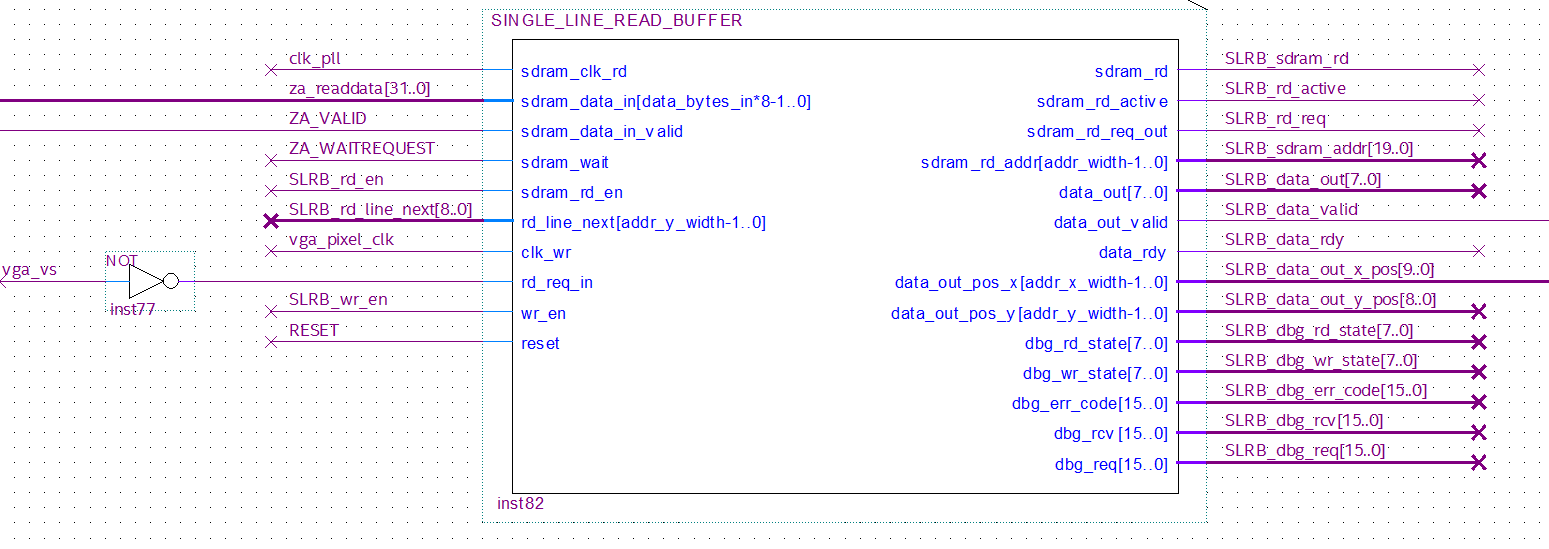 SINGLE_LINE_READ_BUFFER
clk_pll
sdram_clk_rd
sdram_rd
SLRB_sdram_rd
za_readdata[31..0]
sdram_data_in[data_bytes_in*8-1..0]
sdram_rd_active
SLRB_rd_active
ZA_VALID
sdram_data_in_valid
sdram_rd_req_out
SLRB_rd_req
ZA_WAITREQUEST
sdram_wait
sdram_rd_addr[addr_width-1..0]
SLRB_sdram_addr[19..0]
SLRB_rd_en
sdram_rd_en
data_out[7..0]
SLRB_data_out[7..0]
SLRB_rd_line_next[8..0]
rd_line_next[addr_y_width-1..0]
data_out_valid
SLRB_data_valid
vga_pixel_clk
clk_wr
data_rdy
SLRB_data_rdy
vga_vs
NOT
inst77
rd_req_in
data_out_pos_x[addr_x_width-1..0]
SLRB_data_out_x_pos[9..0]
SLRB_wr_en
wr_en
data_out_pos_y[addr_y_width-1..0]
SLRB_data_out_y_pos[8..0]
RESET
reset
dbg_rd_state[7..0]
SLRB_dbg_rd_state[7..0]
dbg_wr_state[7..0]
SLRB_dbg_wr_state[7..0]
dbg_err_code[15..0]
SLRB_dbg_err_code[15..0]
dbg_rcv[15..0]
SLRB_dbg_rcv[15..0]
dbg_req[15..0]
SLRB_dbg_req[15..0]
inst82